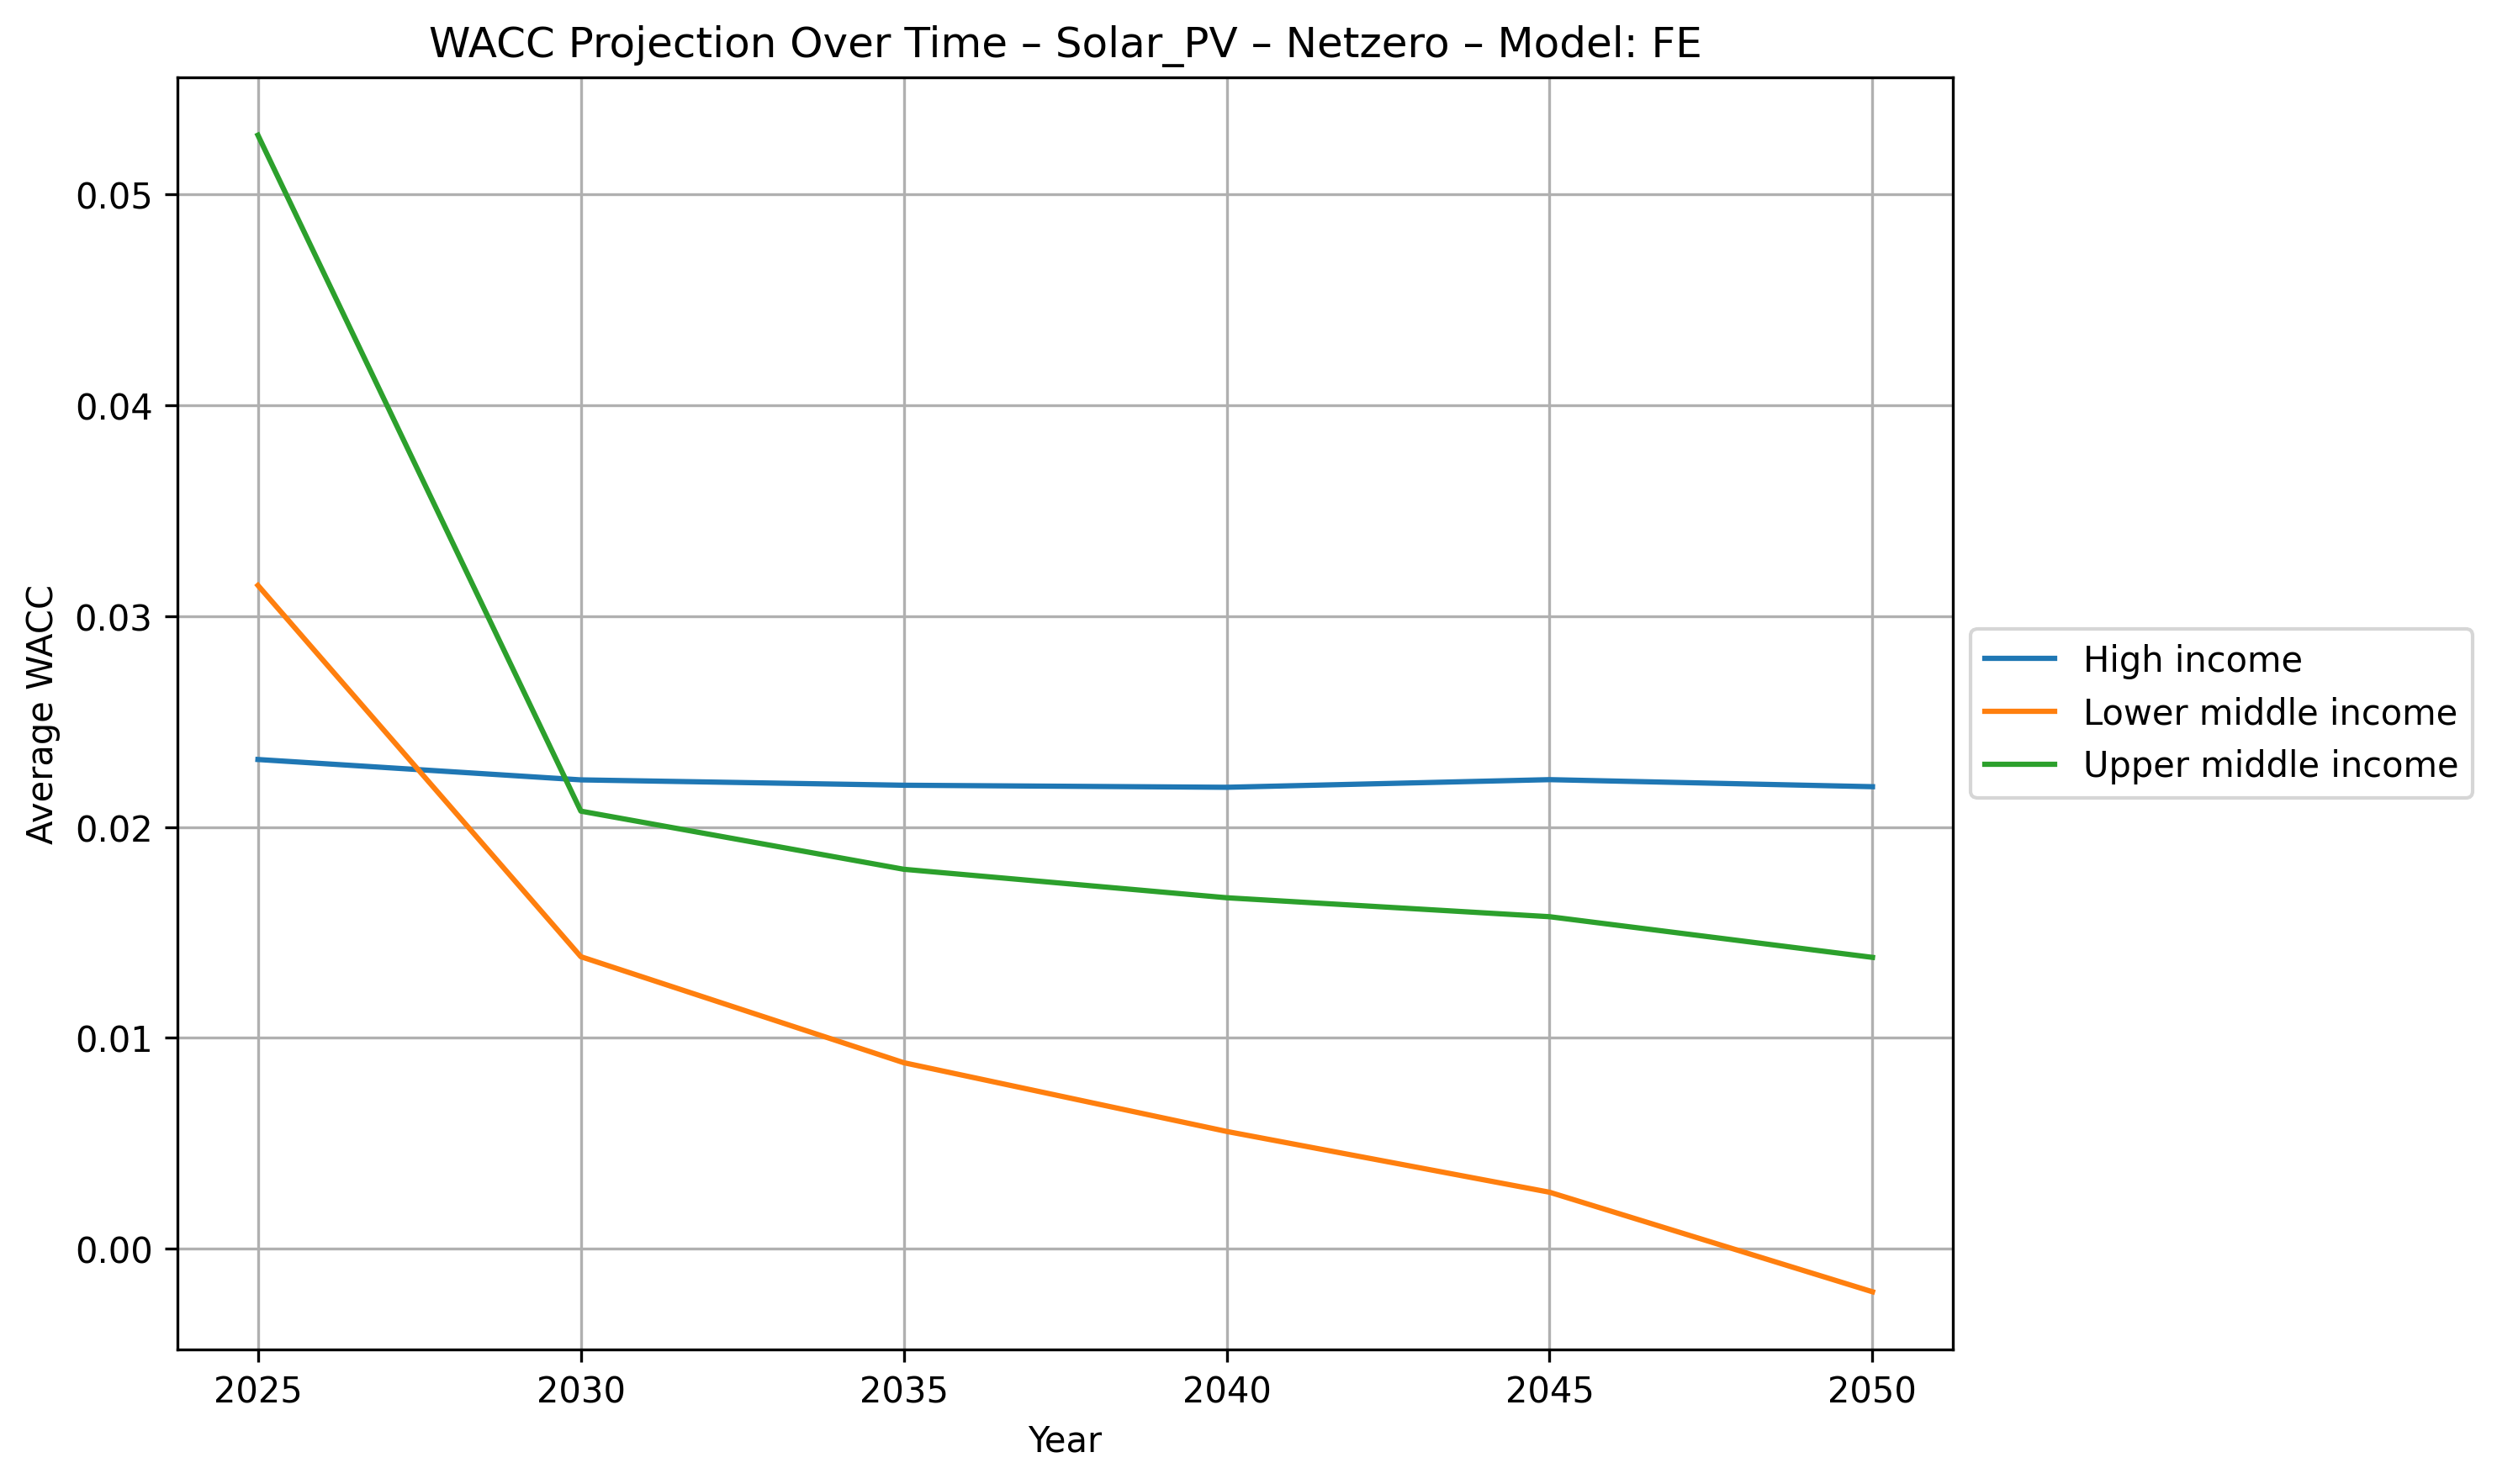 WACC Projection Over Time – Solar_PV – Netzero – Model: FE
Average WACC
0.05
0.04
0.03
0.02
0.01
0.00
2025 2030 2035 2040 2045 2050
Year
High income
Lower middle income
Upper middle income